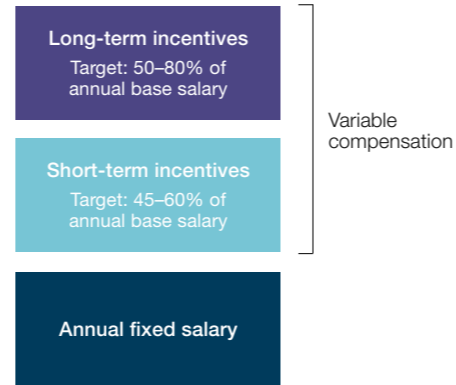 Long-term incentives
Target: 50–80% of
annual base salary
Variable
compensation
Short-term incentives
Target: 45–60% of
annual base salary
Annual fixed salary